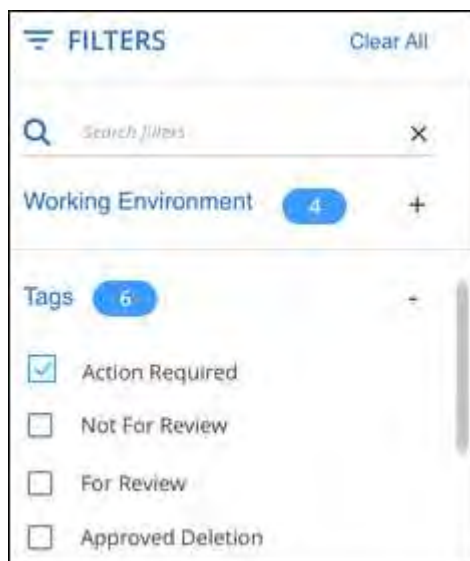 FILTERS Clear All
Search filters
Working Environment 4 +
Tags 6 -
Action Required
Not For Review
For Review
Approved Deletion